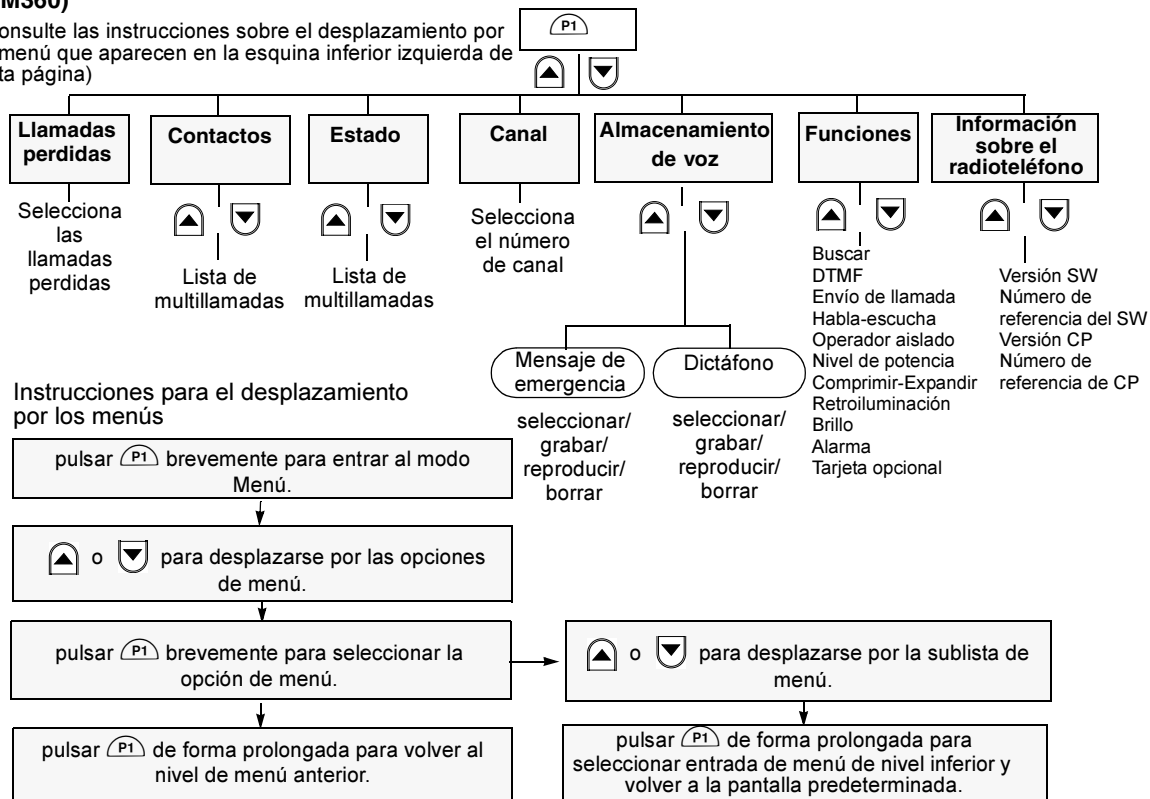 M360)
onsulte las instrucciones sobre el desplazamiento por
menú que aparecen en la esquina inferior izquierda de
ta página)
P1
Llamadas
perdidas
Contactos
Estado
Canal
Almacenamiento
de voz
Funciones
Información
sobre el
radioteléfono
Selecciona
las
llamadas
perdidas
Lista de
multillamadas
Lista de
multillamadas
Selecciona
el número
de canal
Mensaje de
emergencia
seleccionar/
grabar/
reproducir/
borrar
Dictáfono
seleccionar/
grabar/
reproducir/
borrar
Buscar
DTMF
Envío de llamada
Habla-escucha
Operador aislado
Nivel de potencia
Comprimir-Expandir
Retroiluminación
Brillo
Alarma
Tarjeta opcional
Versión SW
Número de
referencia del SW
Versión CP
Número de
referencia de CP
Instrucciones para el desplazamiento
por los menús
pulsar P1 brevemente para entrar al modo
Menú.
o para desplazarse por las opciones
de menú.
pulsar P1 brevemente para seleccionar la
opción de menú.
pulsar P1 de forma prolongada para volver al
nivel de menú anterior.
o para desplazarse por la sublista de
menú.
pulsar P1 de forma prolongada para
seleccionar entrada de menú de nivel inferior y
volver a la pantalla predeterminada.